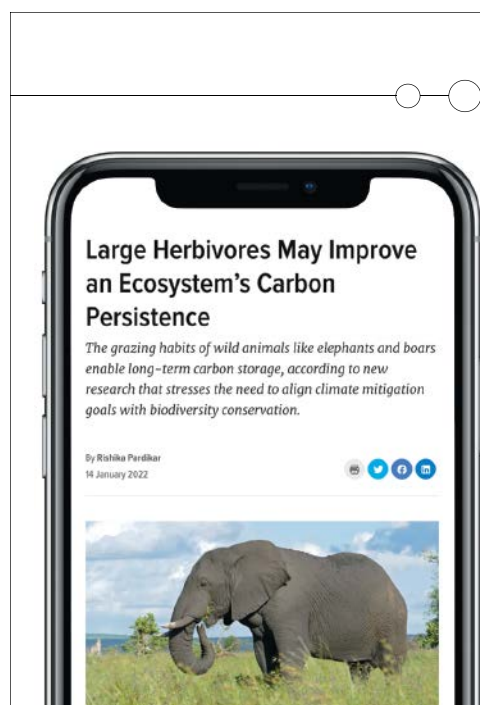 Large Herbivores May Improve
an Ecosystem's Carbon
Persistence
The grazing habits of wild animals like elephants and boars
enable long-term carbon storage, according to new
research that stresses the need to align climate mitigation
goals with biodiversity conservation.
By Rishika Pardikar
14 January 2022